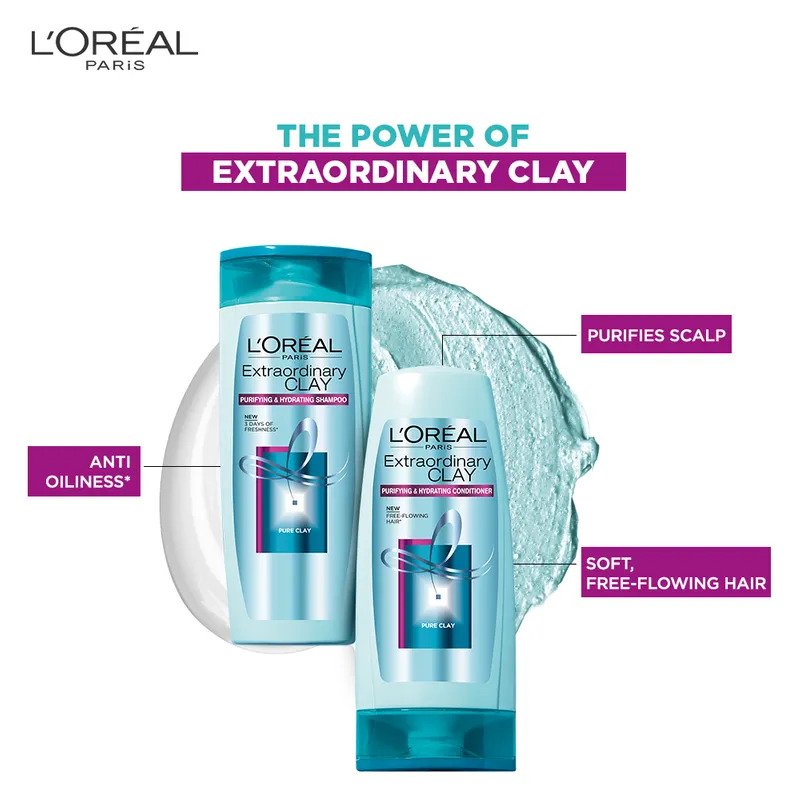 L'ORÉAL
PARiS
THE POWER OF
EXTRAORDINARY CLAY
L'ORÉAL
PARiS
Extraordinary
CLAY
PURIFYING & HYDRATING SHAMPOO
NEW
3 DAYS OF
FRESHNESS*
PURE CLAY
PURIFIES SCALP
ANTI
OILINESS*
L'ORÉAL
PARiS
Extraordinary
CLAY
PURIFYING & HYDRATING CONDITIONER
NEW
FREE-FLOWING
HAIR*
PURE CLAY
SOFT,
FREE-FLOWING HAIR